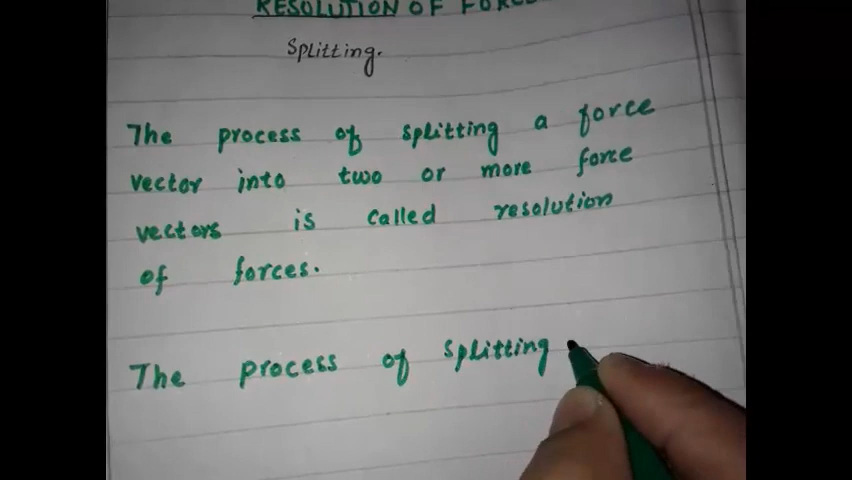 RESOLUTION OF FORCE
Splitting.
The process of splitting a force
vector into two or more force
vectors is called resolution
of forces.
The process of splitting